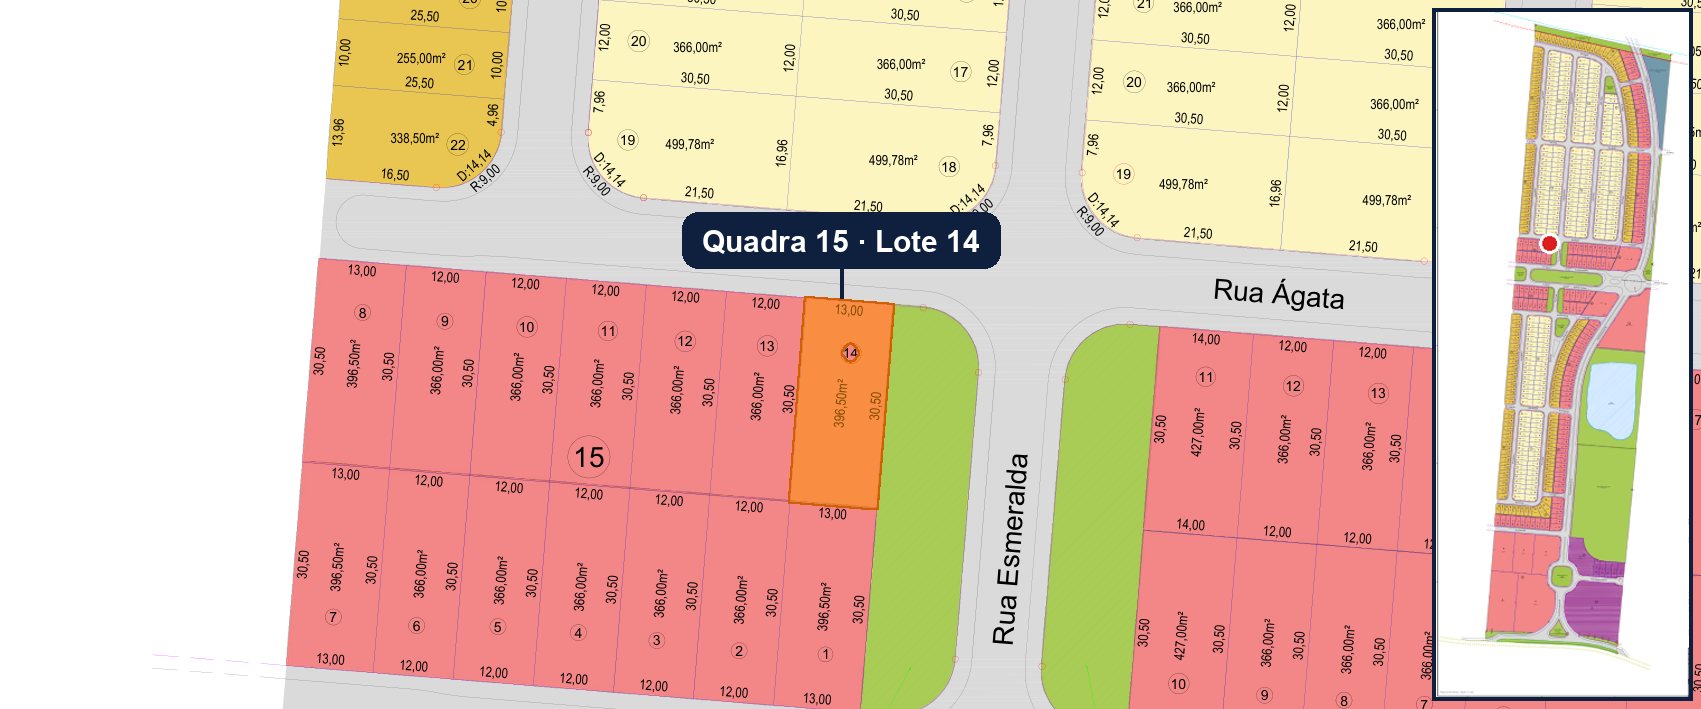 25,50
10,00
255,00m²
21
10,00
25,50
13,96
338,50m²
22
4,96
16,50
D:14,14
R:9,00
30,50
12,00
20
366,00m²
12,00
30,50
7,96
19
499,78m²
16,96
D:14,14
R:9,00
21,50
366,00m²
17
12,00
30,50
499,78m²
18
7,96
D:14,14
21,50
21
366,00m²
12,00
30,50
12,00
20
366,00m²
12,00
30,50
7,96
19
499,78m²
16,96
D:14,14
R:9,00
21,50
366,00m²
30,50
366,00m²
30,50
499,78m²
21,50
Quadra 15 · Lote 14
Rua Ágata
Rua Esmeralda
13,00
12,00
12,00
12,00
12,00
12,00
13,00
8
9
10
11
12
13
14
30,50
396,50m²
30,50
366,00m²
30,50
366,00m²
30,50
366,00m²
30,50
366,00m²
30,50
366,00m²
30,50
396,50m²
30,50
15
13,00
12,00
12,00
12,00
12,00
12,00
13,00
30,50
396,50m²
30,50
366,00m²
30,50
366,00m²
30,50
366,00m²
30,50
366,00m²
30,50
366,00m²
30,50
396,50m²
30,50
7
6
5
4
3
2
1
13,00
12,00
12,00
12,00
12,00
12,00
13,00
14,00
12,00
12,00
11
12
13
30,50
427,00m²
30,50
366,00m²
30,50
366,00m²
30,50
14,00
12,00
12,00
30,50
427,00m²
30,50
366,00m²
30,50
366,00m²
30,50
366,00m²
10
9
8
7